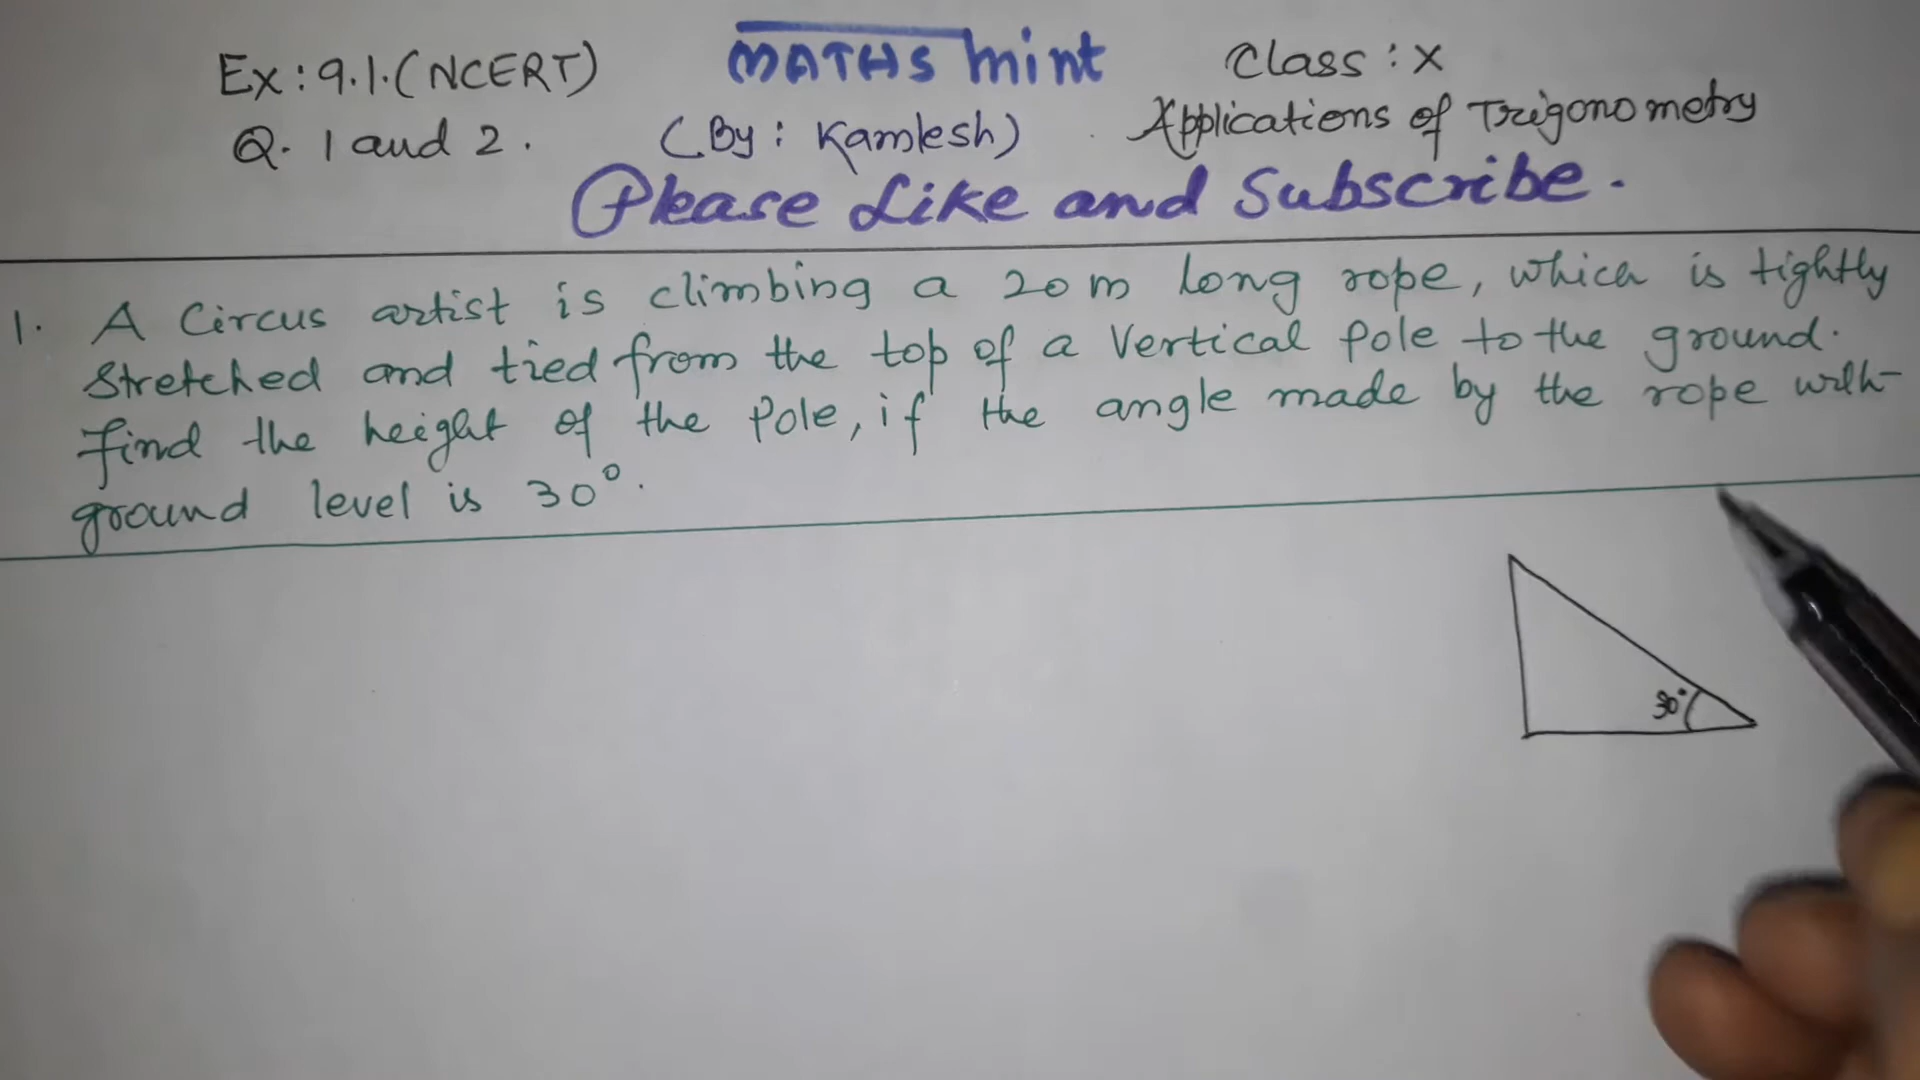 Ex: 9.1. (NCERT)
Q. 1 and 2.
MATHS mint
(By: Kamlesh)
Class: X
Applications of Trigonometry
Please Like and Subscribe.
1. A Circus artist is climbing a 20m long rope, which is tightly
stretched and tied from the top of a Vertical Pole to the ground.
find the height of the Pole, if the angle made by the rope with
ground level is 30°.
30°